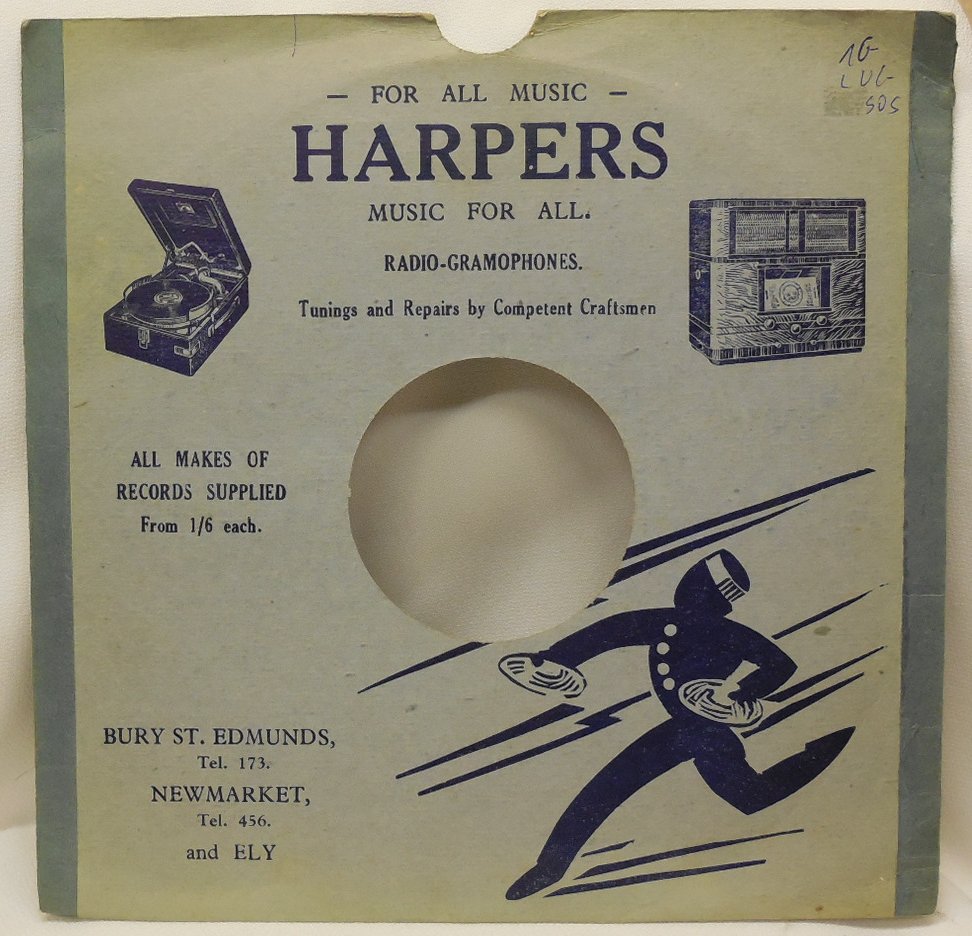 — FOR ALL MUSIC —
HARPERS
MUSIC FOR ALL.
RADIO-GRAMOPHONES.
Tunings and Repairs by Competent Craftsmen
ALL MAKES OF
RECORDS SUPPLIED
From 1/6 each.
BURY ST. EDMUNDS,
Tel. 173.
NEWMARKET,
Tel. 456.
and ELY